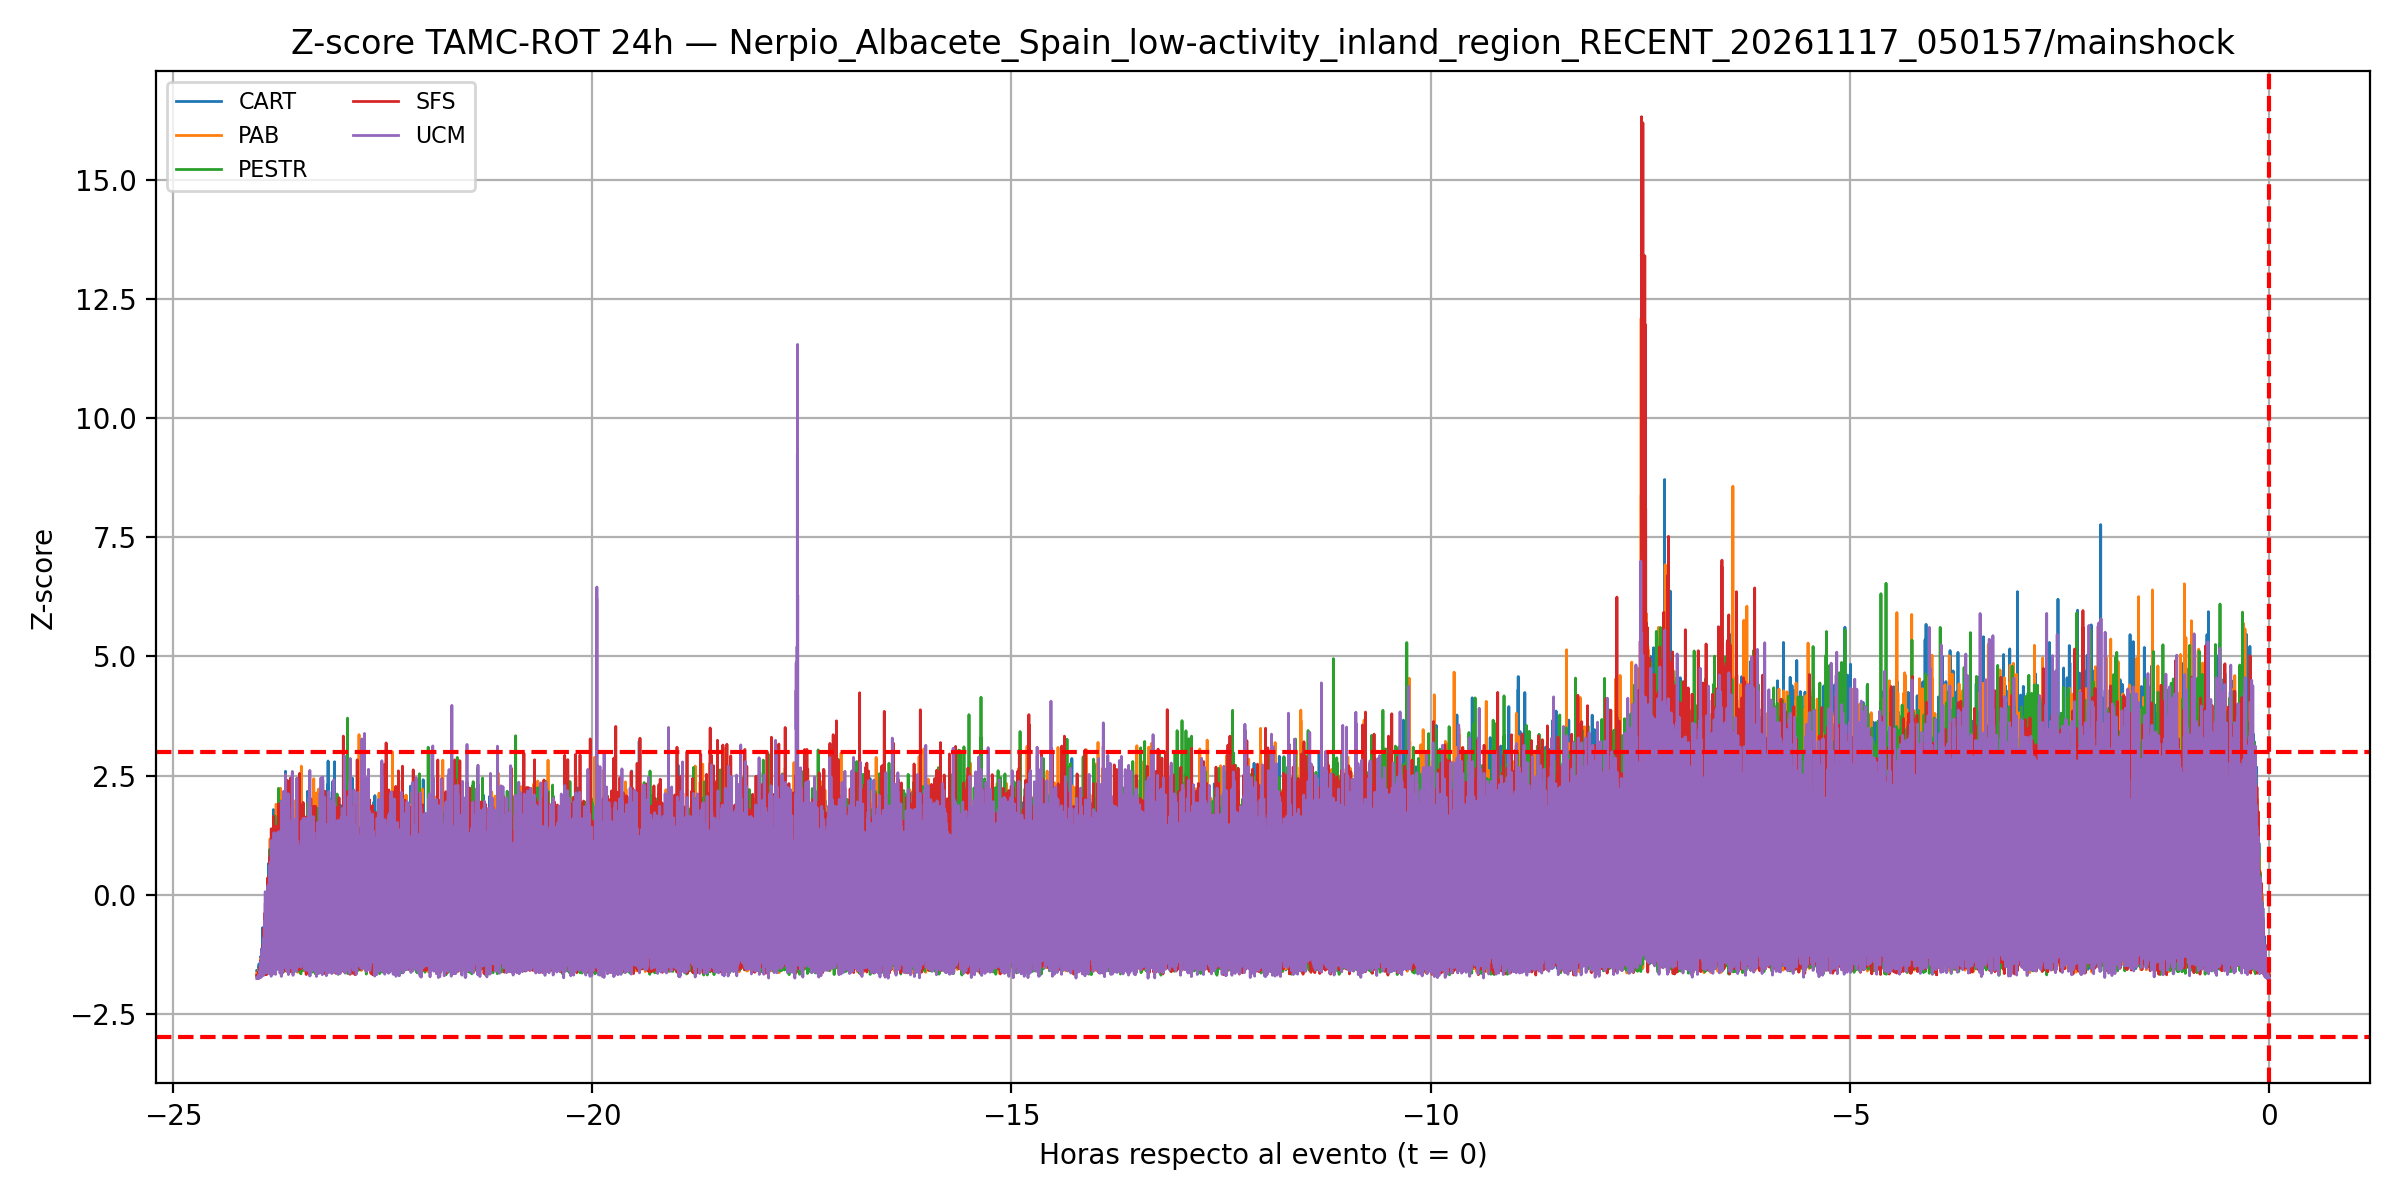 Z-score TAMC-ROT 24h — Nerpio_Albacete_Spain_low-activity_inland_region_RECENT_20261117_050157/mainshock
CART
PAB
PESTR
SFS
UCM
Z-score
15.0
12.5
10.0
7.5
5.0
2.5
0.0
−2.5
−25
−20
−15
−10
−5
0
Horas respecto al evento (t = 0)